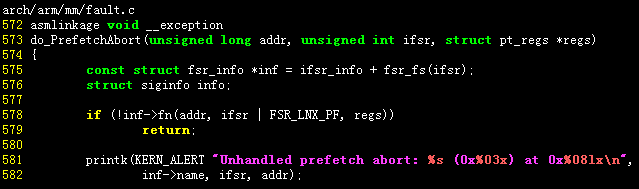 arch/arm/mm/fault.c
572 asmlinkage void __exception
573 do_PrefetchAbort(unsigned long addr, unsigned int ifsr, struct pt_regs *regs)
574 {
575         const struct fsr_info *inf = ifsr_info + fsr_fs(ifsr);
576         struct siginfo info;
577
578         if (!inf->fn(addr, ifsr | FSR_LNX_PF, regs))
579                 return;
580
581         printk(KERN_ALERT "Unhandled prefetch abort: %s (0x%03x) at 0x%08lx\n",
582                 inf->name, ifsr, addr);